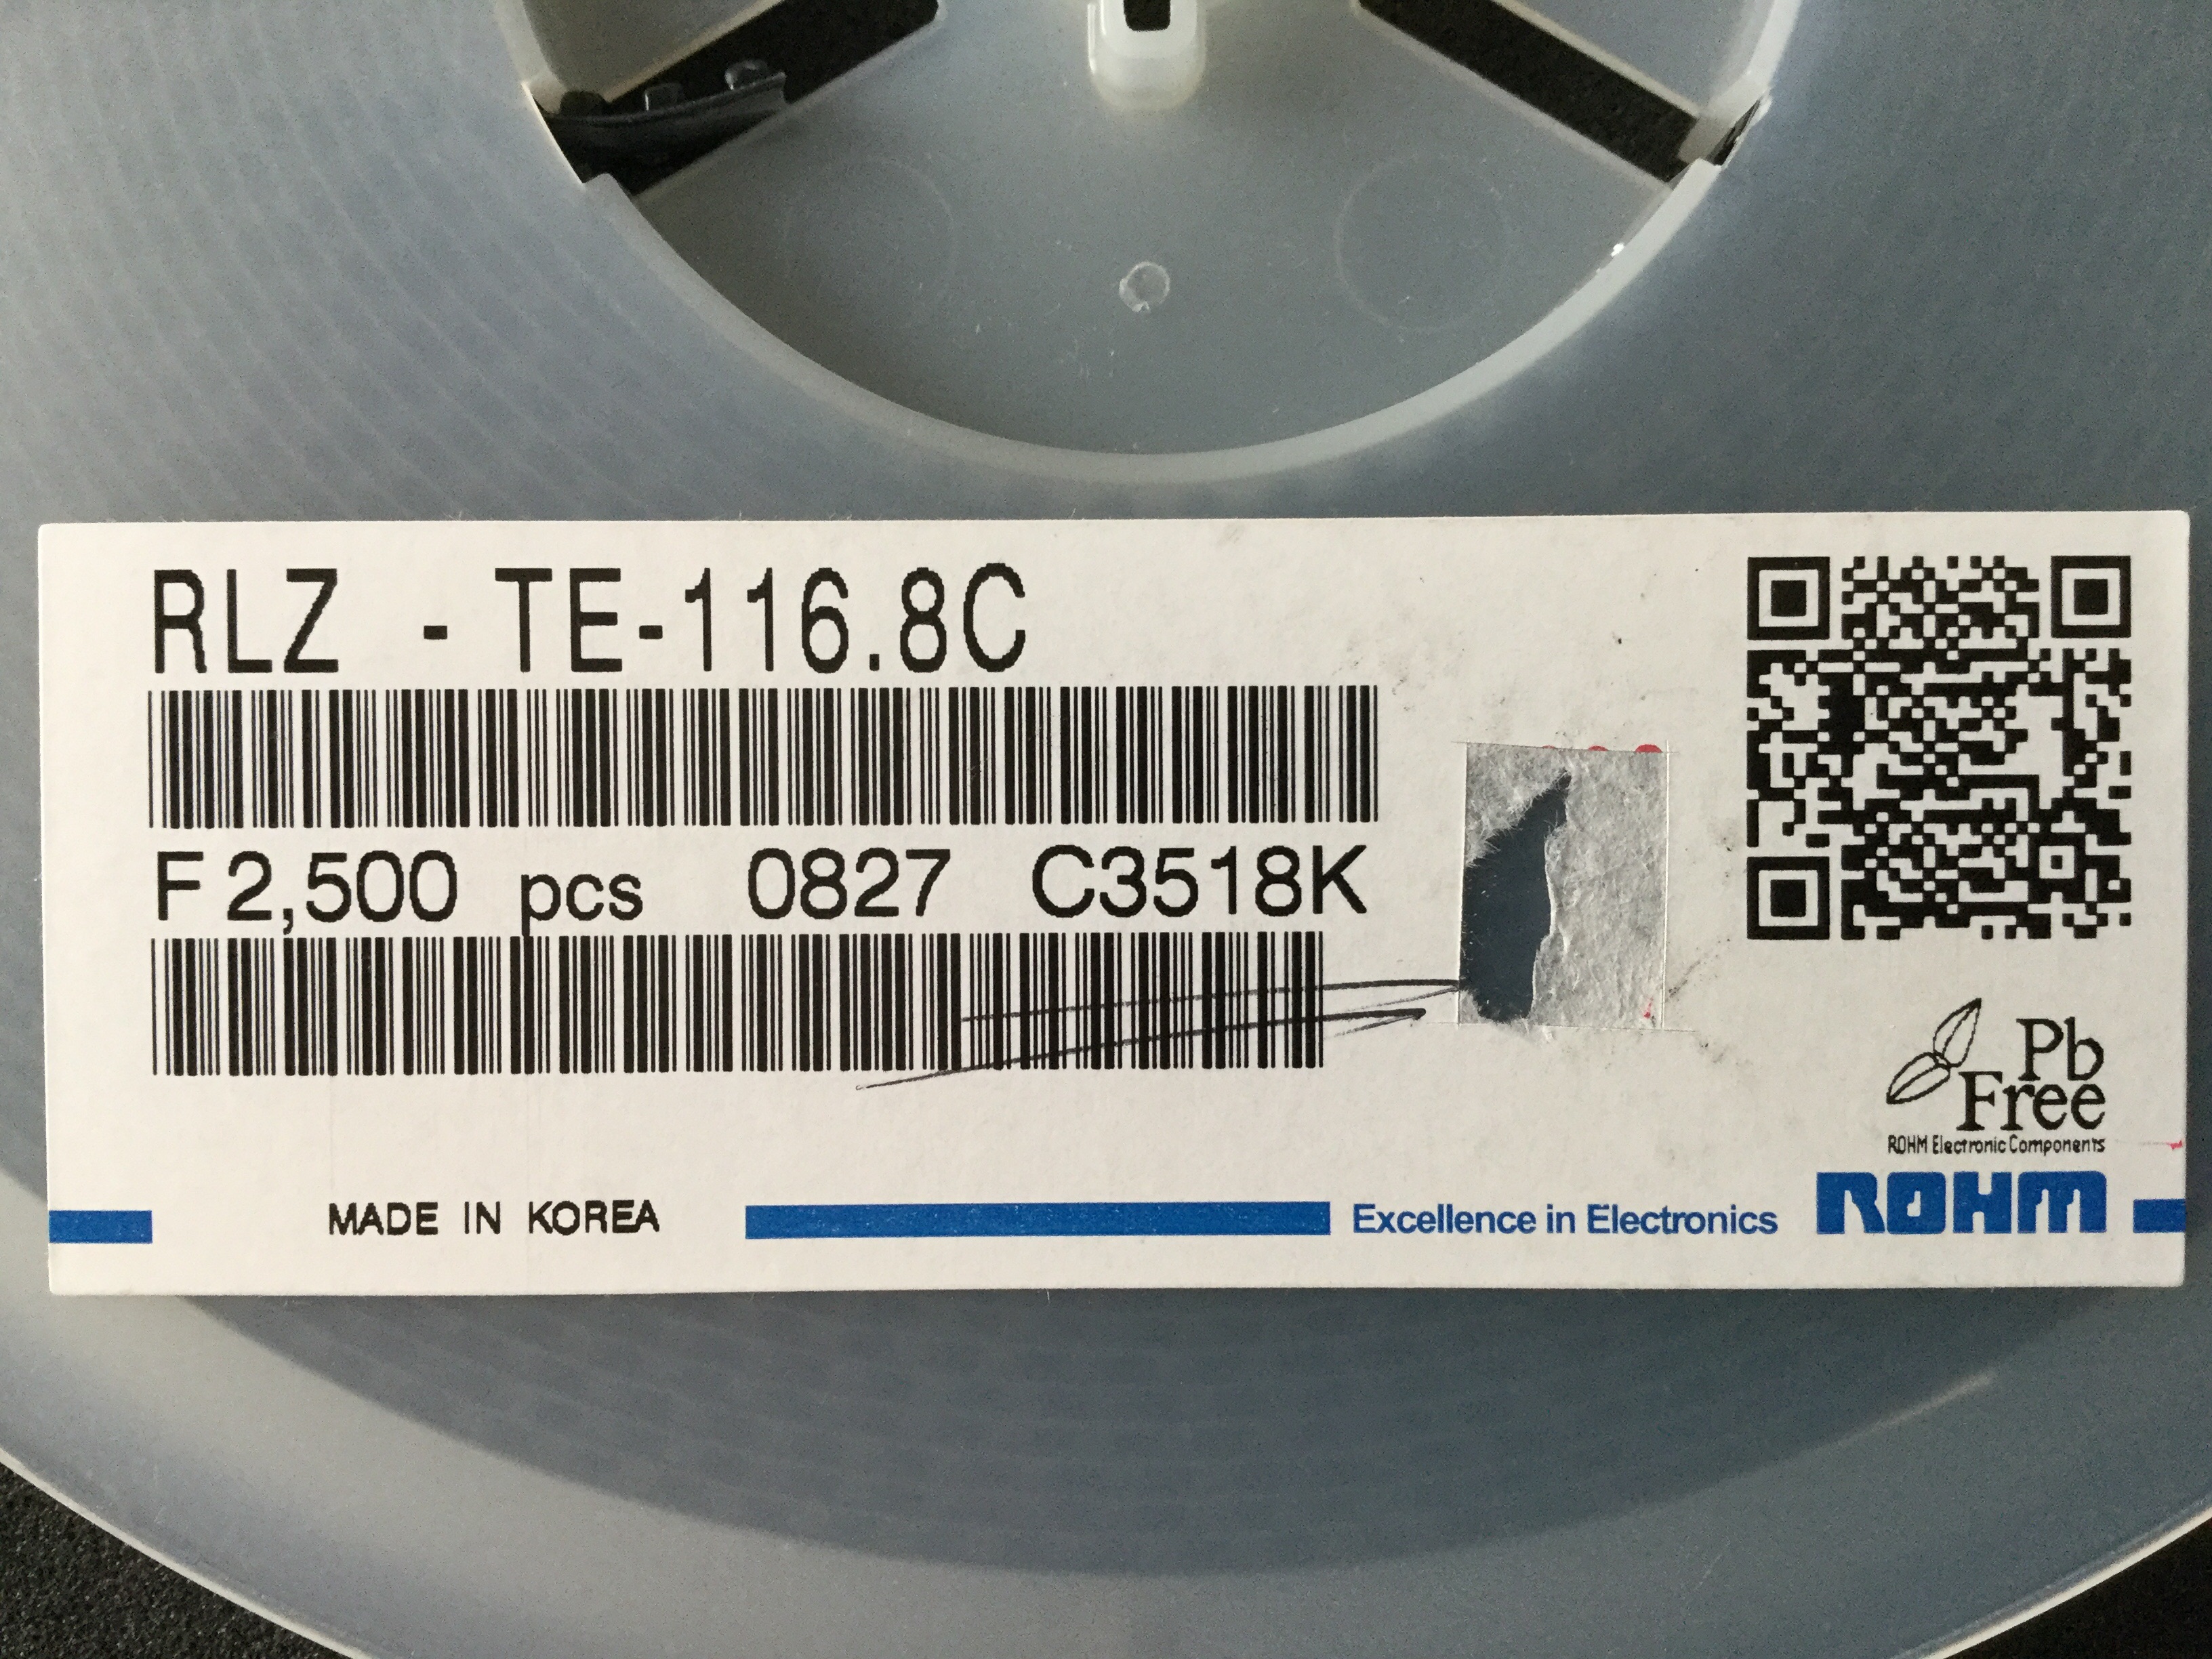 RLZ - TE-116.8C
F2,500 pcs 0827 C3518K
Pb
Free
ROHM Electronic Components
MADE IN KOREA Excellence in Electronics ROHM